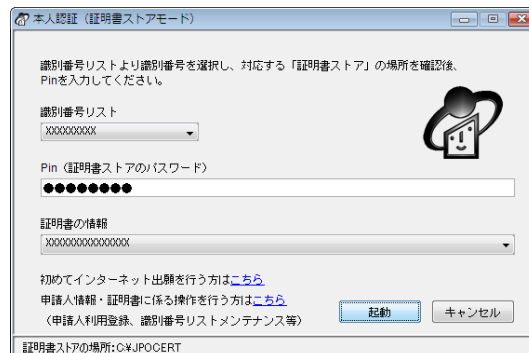 本人認証（証明書ストアモード）
識別番号リストより識別番号を選択し、対応する「証明書ストア」の場所を確認後、
Pinを入力してください。
識別番号リスト
XXXXXXXX
Pin（証明書ストアのパスワード）
●●●●●●●●
証明書の情報
XXXXXXXXXXXXX
初めてインターネット出願を行う方はこちら
申請人情報・証明書に係る操作を行う方はこちら
（申請人利用登録、識別番号リストメンテナンス等）
起動 キャンセル
証明書ストアの場所:C:¥JPOCERT